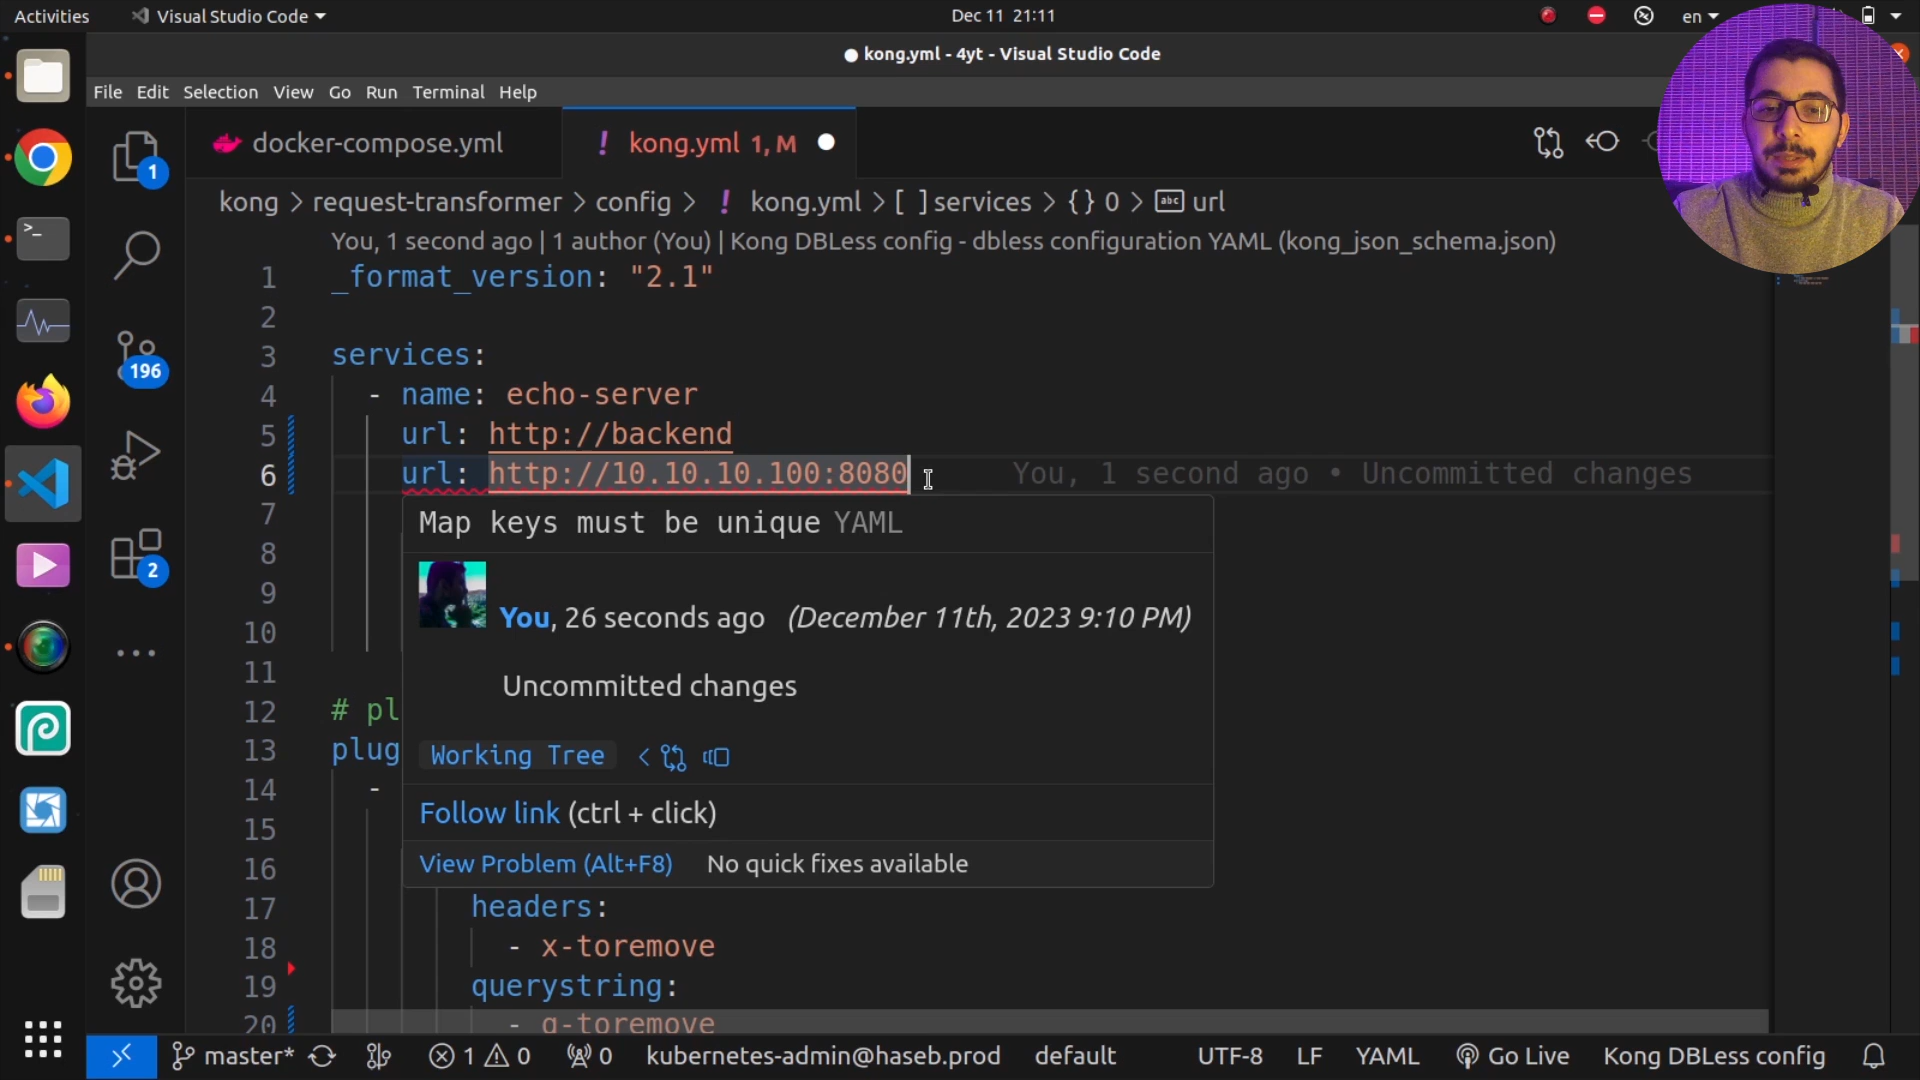 Activities
Visual Studio Code
Dec 11 21:11
en
kong.yml - 4yt - Visual Studio Code
File Edit Selection View Go Run Terminal Help
1
docker-compose.yml
! kong.yml 1, M
kong > request-transformer > config > ! kong.yml > [ ] services > {} 0 > abc url
You, 1 second ago | 1 author (You) | Kong DBLess config - dbless configuration YAML (kong_json_schema.json)
1 _format_version: "2.1"
2
3 services:
4 - name: echo-server
5 url: http://backend
6 url: http://10.10.10.100:8080 You, 1 second ago • Uncommitted changes
7
8
9
10
11
12 # pl
13 plug
14 -
15
16
17 headers:
18 - x-toremove
19 querystring:
20 - q-toremove
Map keys must be unique YAML
You, 26 seconds ago (December 11th, 2023 9:10 PM)
Uncommitted changes
Working Tree
Follow link (ctrl + click)
View Problem (Alt+F8) No quick fixes available
196
2
master* 1 0 0 kubernetes-admin@haseb.prod default UTF-8 LF YAML Go Live Kong DBLess config